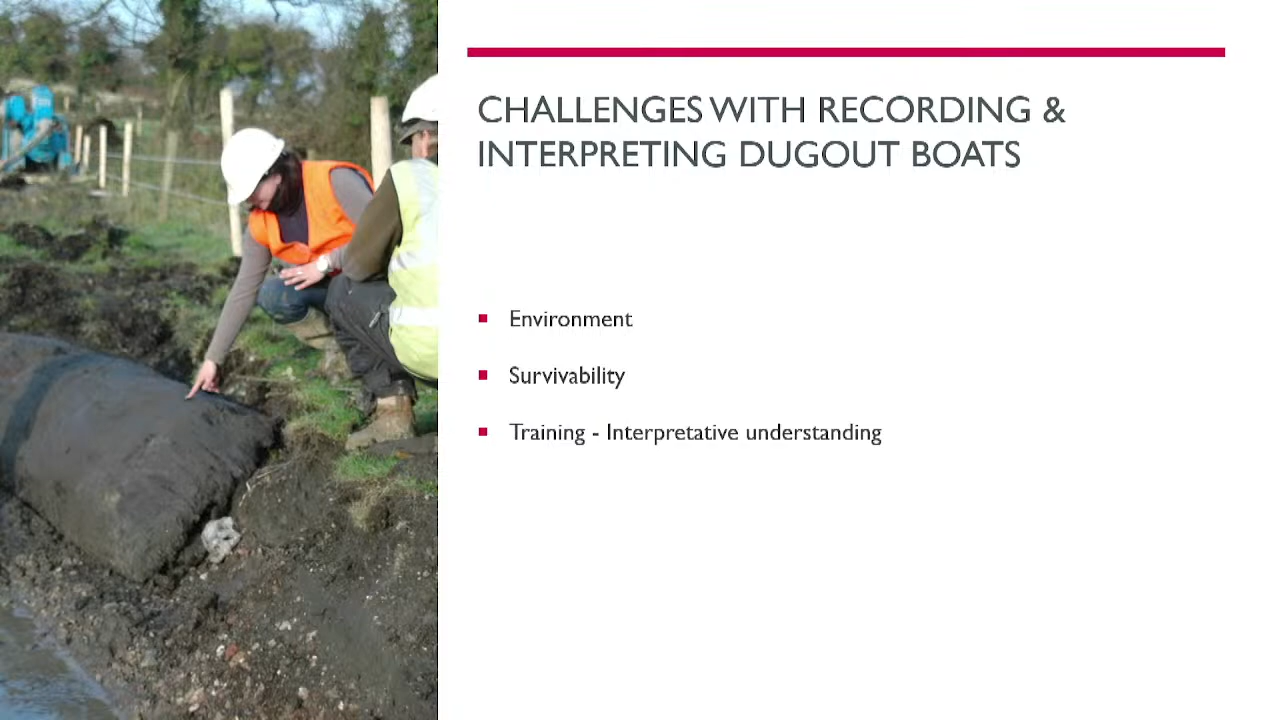 CHALLENGES WITH RECORDING &
INTERPRETING DUGOUT BOATS
Environment
Survivability
Training - Interpretative understanding